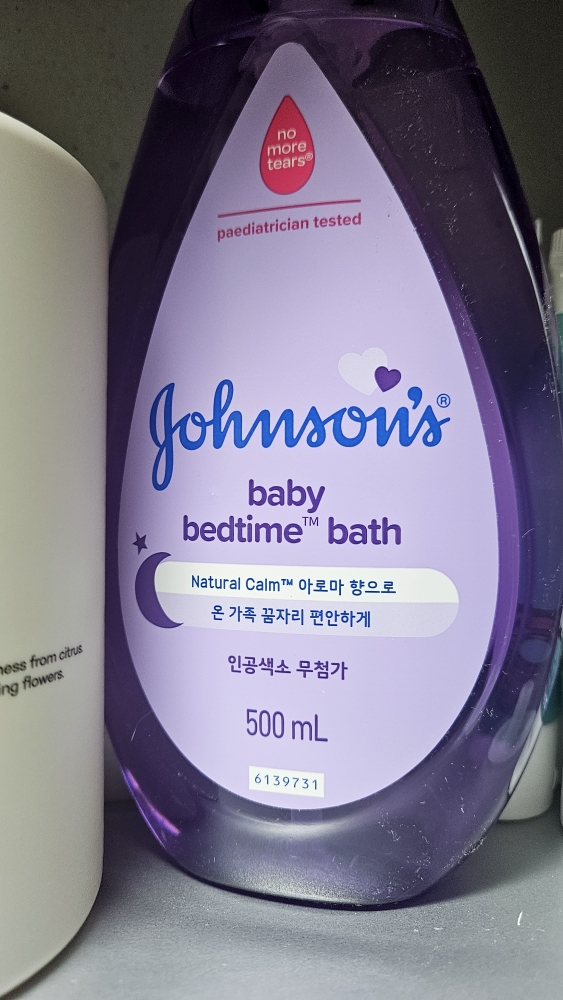 no
more
tears®
paediatrician tested
Johnson's®
baby
bedtime™ bath
Natural Calm™ 아로마 향으로
온 가족 꿈자리 편안하게
인공색소 무첨가
500 mL
6139731
ness from citrus
ing flowers.